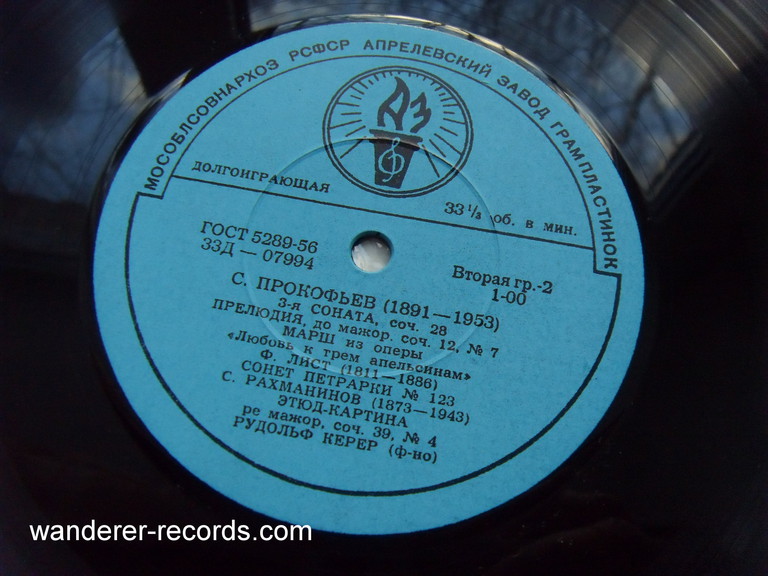 МОСОБЛСОВНАРХОЗ РСФСР АПРЕЛЕВСКИЙ ЗАВОД ГРАМПЛАСТИНОК
АЗ
ДОЛГОИГРАЮЩАЯ
33 1/3 об. в мин.
ГОСТ 5289-56
33Д — 07994
Вторая гр.-2
1-00
С. ПРОКОФЬЕВ (1891—1953)
3-я СОНАТА, соч. 28
ПРЕЛЮДИЯ, до мажор, соч. 12, № 7
МАРШ из оперы
«Любовь к трем апельсинам»
Ф. ЛИСТ (1811—1886)
СОНЕТ ПЕТРАРКИ № 123
С. РАХМАНИНОВ (1873—1943)
ЭТЮД-КАРТИНА
ре мажор, соч. 39, № 4
РУДОЛЬФ КЕРЕР (ф-но)
wanderer-records.com